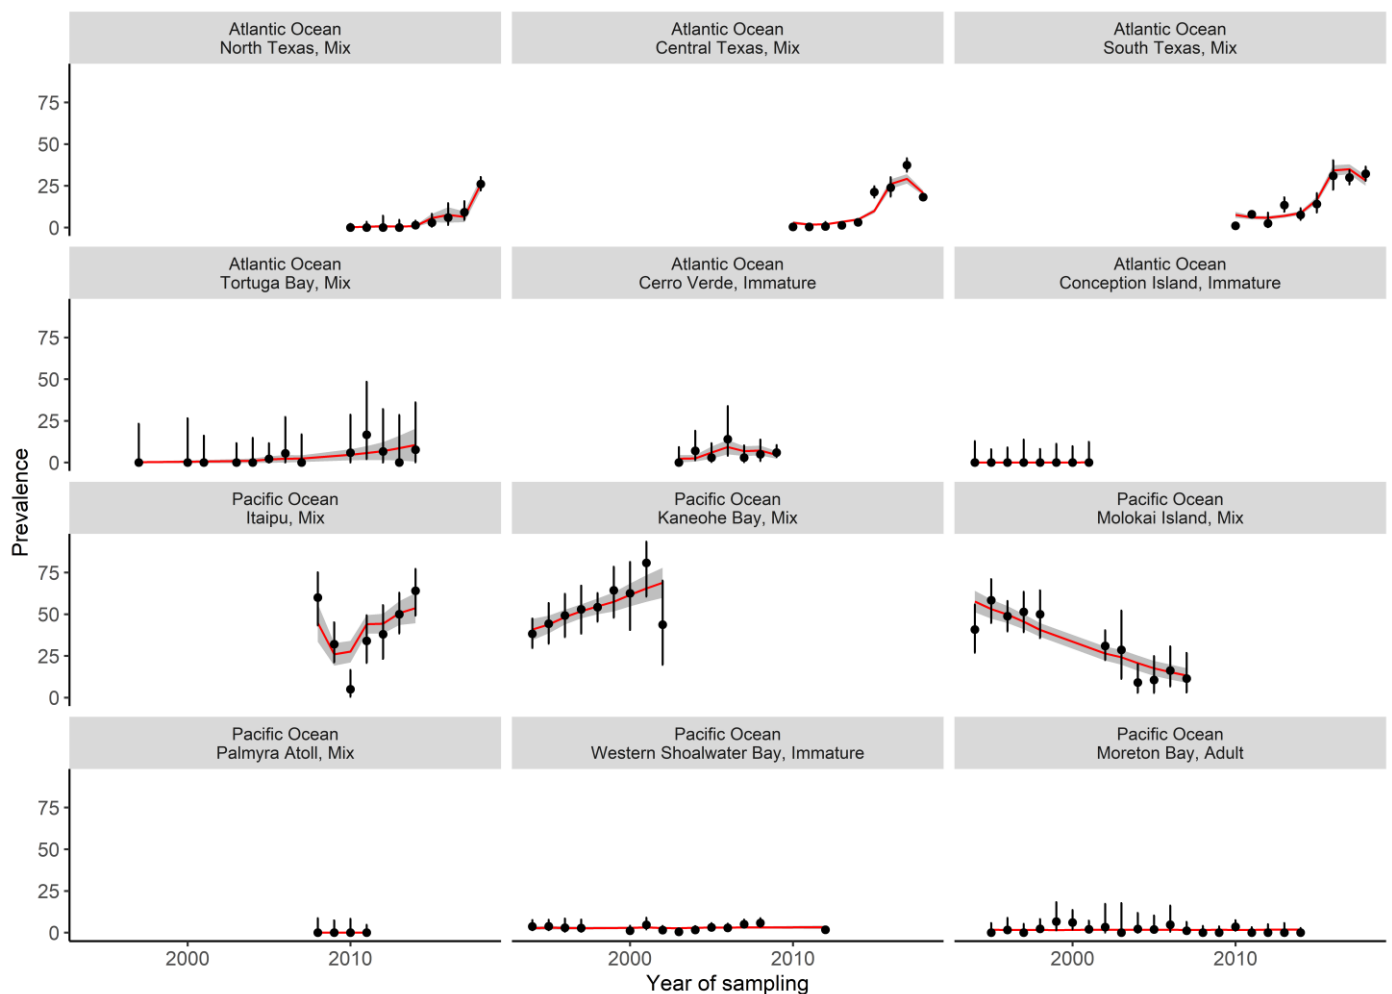 Atlantic Ocean
North Texas, Mix
Atlantic Ocean
Central Texas, Mix
Atlantic Ocean
South Texas, Mix
75
50
25
0
Atlantic Ocean
Tortuga Bay, Mix
Atlantic Ocean
Cerro Verde, Immature
Atlantic Ocean
Conception Island, Immature
75
50
25
0
Prevalence
Pacific Ocean
Itaipu, Mix
Pacific Ocean
Kaneohe Bay, Mix
Pacific Ocean
Molokai Island, Mix
75
50
25
0
Pacific Ocean
Palmyra Atoll, Mix
Pacific Ocean
Western Shoalwater Bay, Immature
Pacific Ocean
Moreton Bay, Adult
75
50
25
0
2000 2010 2000 2010 2000 2010
Year of sampling